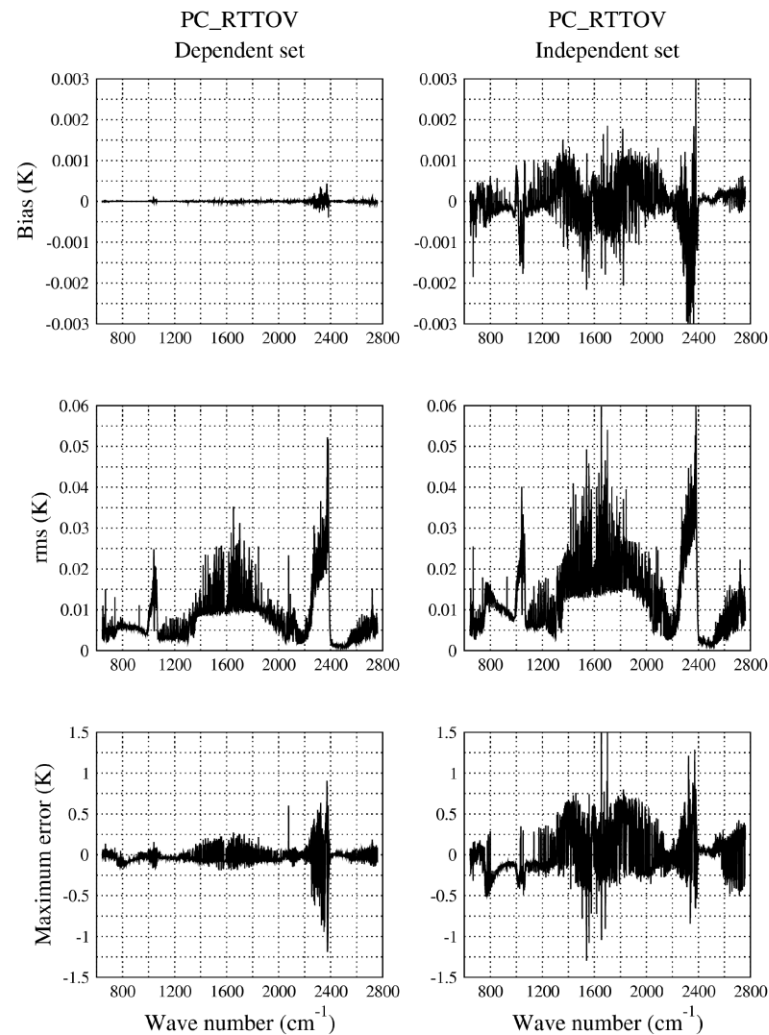 PC_RTTOV
Dependent set
PC_RTTOV
Independent set
Bias (K)
0.003
0.002
0.001
0
-0.001
-0.002
-0.003
800 1200 1600 2000 2400 2800
0.003
0.002
0.001
0
-0.001
-0.002
-0.003
800 1200 1600 2000 2400 2800
rms (K)
0.06
0.05
0.04
0.03
0.02
0.01
0
800 1200 1600 2000 2400 2800
0.06
0.05
0.04
0.03
0.02
0.01
0
800 1200 1600 2000 2400 2800
Maximum error (K)
1.5
1
0.5
0
-0.5
-1
-1.5
800 1200 1600 2000 2400 2800
Wave number (cm⁻¹)
1.5
1
0.5
0
-0.5
-1
-1.5
800 1200 1600 2000 2400 2800
Wave number (cm⁻¹)